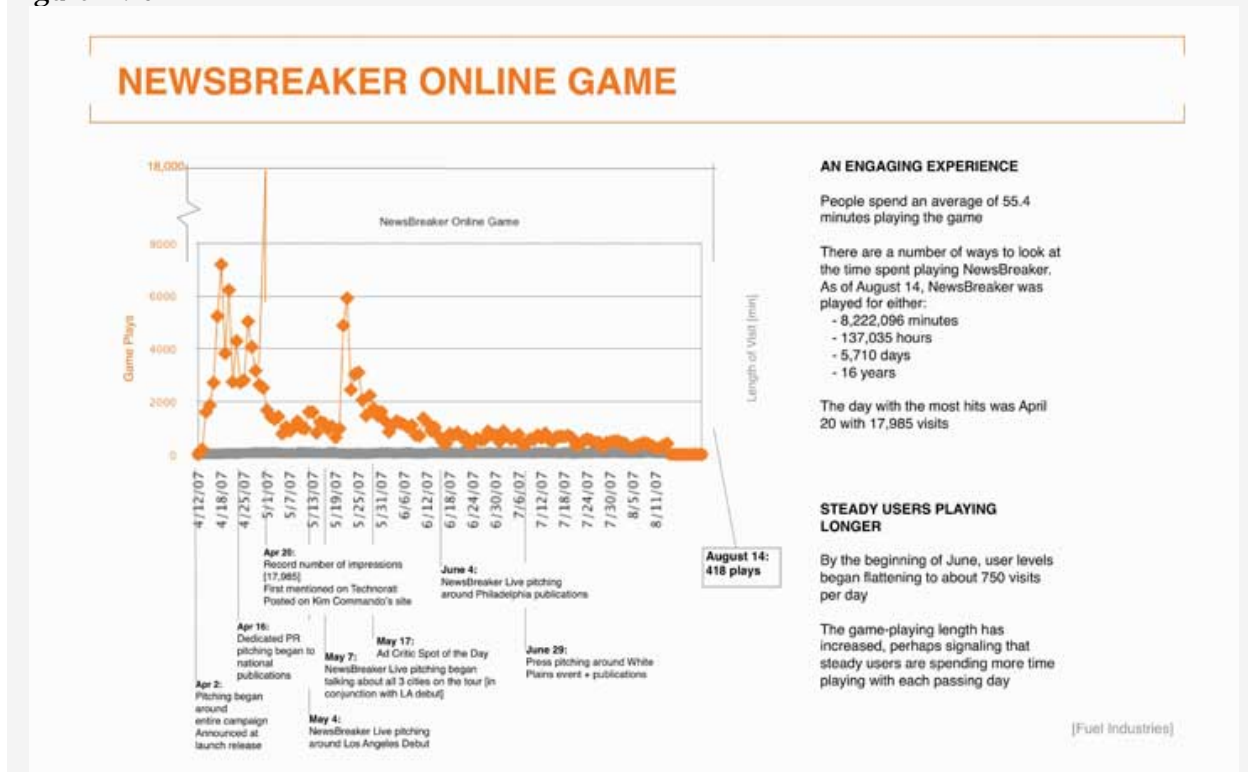 NEWSBREAKER ONLINE GAME
18,000
NewsBreaker Online Game
8000
6000
4000
2000
0
Game Plays
Length of Visit [min]
4/12/07
4/18/07
4/25/07
5/1/07
5/7/07
5/13/07
5/19/07
5/25/07
5/31/07
6/6/07
6/12/07
6/18/07
6/24/07
6/30/07
7/6/07
7/12/07
7/18/07
7/24/07
7/30/07
8/5/07
8/11/07
August 14:
418 plays
Apr 20:
Record number of impressions
[17,985]
First mentioned on Technorati
Posted on Kim Commando's site
June 4:
NewsBreaker Live pitching
around Philadelphia publications
Apr 16:
Dedicated PR
pitching began to
national
publications
May 17:
Ad Critic Spot of the Day
May 7:
NewsBreaker Live pitching began
talking about all 3 cities on the tour [in
conjunction with LA debut]
June 29:
Press pitching around White
Plains event + publications
Apr 2:
Pitching began
around
entire campaign
Announced at
launch release
May 4:
NewsBreaker Live pitching
around Los Angeles Debut
AN ENGAGING EXPERIENCE
People spend an average of 55.4
minutes playing the game
There are a number of ways to look at
the time spent playing NewsBreaker.
As of August 14, NewsBreaker was
played for either:
- 8,222,096 minutes
- 137,035 hours
- 5,710 days
- 16 years
The day with the most hits was April
20 with 17,985 visits
STEADY USERS PLAYING
LONGER
By the beginning of June, user levels
began flattening to about 750 visits
per day
The game-playing length has
increased, perhaps signaling that
steady users are spending more time
playing with each passing day
[Fuel Industries]